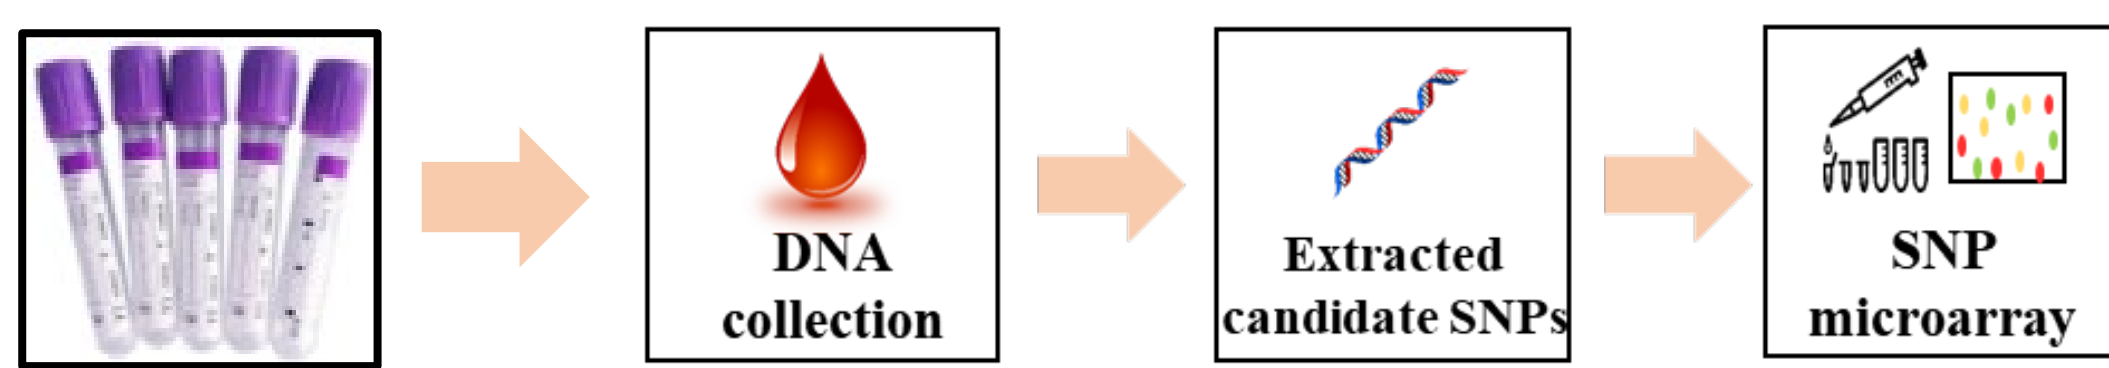 DNA
collection
Extracted
candidate SNPs
SNP
microarray